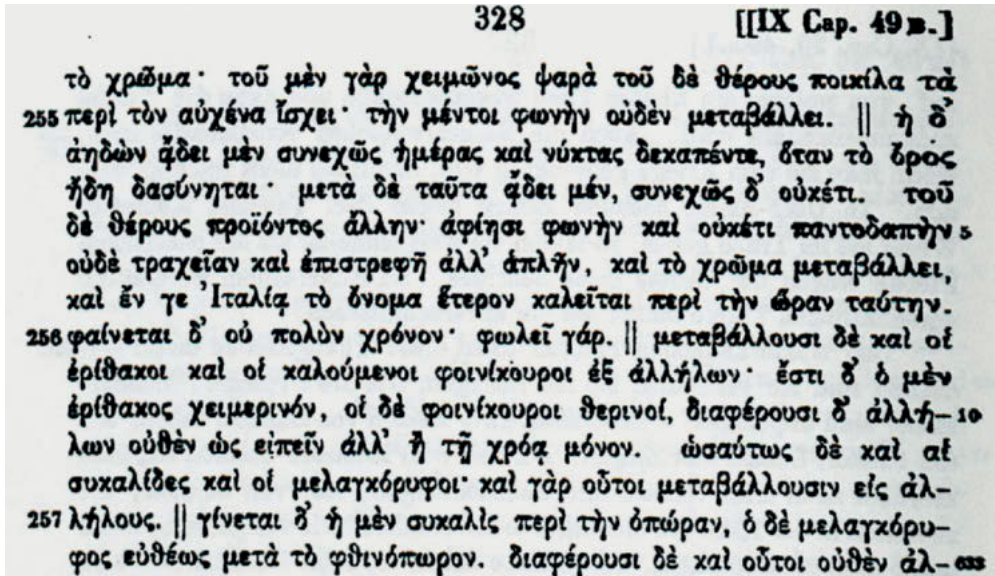 328 [[IX Cap. 49 B.]
τὸ χρῶμα· τοῦ μὲν γὰρ χειμῶνος ψαρὰ τοῦ δὲ θέρους ποικίλα τὰ
255 περὶ τὸν αὐχένα ἴσχει· τὴν μέντοι φωνὴν οὐδὲν μεταβάλλει. || ἡ δ'
ἀηδὼν ᾄδει μὲν συνεχῶς ἡμέρας καὶ νύκτας δεκαπέντε, ὅταν τὸ ὄρος
ἤδη δασύνηται· μετὰ δὲ ταῦτα ᾄδει μέν, συνεχῶς δ' οὐκέτι. τοῦ
δὲ θέρους προϊόντος ἄλλην· ἀφίησι φωνὴν καὶ οὐκέτι παντοδαπὴν 5
οὐδὲ τραχεῖαν καὶ ἐπιστρεφῆ ἀλλ' ἁπλῆν, καὶ τὸ χρῶμα μεταβάλλει,
καὶ ἔν γε Ἰταλίᾳ τὸ ὄνομα ἕτερον καλεῖται περὶ τὴν ὥραν ταύτην.
256 φαίνεται δ' οὐ πολὺν χρόνον· φωλεῖ γάρ. || μεταβάλλουσι δὲ καὶ οἱ
ἐρίθακοι καὶ οἱ καλούμενοι φοινίκουροι ἐξ ἀλλήλων· ἔστι δ' ὁ μὲν
ἐρίθακος χειμερινόν, οἱ δὲ φοινίκουροι θερινοί, διαφέρουσι δ' ἀλλή- 10
λων οὐθὲν ὡς εἰπεῖν ἀλλ' ἢ τῇ χρόᾳ μόνον. ὡσαύτως δὲ καὶ αἱ
συκαλίδες καὶ οἱ μελαγκόρυφοι· καὶ γὰρ οὗτοι μεταβάλλουσιν εἰς ἀλ-
257 λήλους. || γίνεται δ' ἡ μὲν συκαλὶς περὶ τὴν ὀπώραν, ὁ δὲ μελαγκόρυ-
φος εὐθέως μετὰ τὸ φθινόπωρον. διαφέρουσι δὲ καὶ οὗτοι οὐθὲν ἀλ- 633